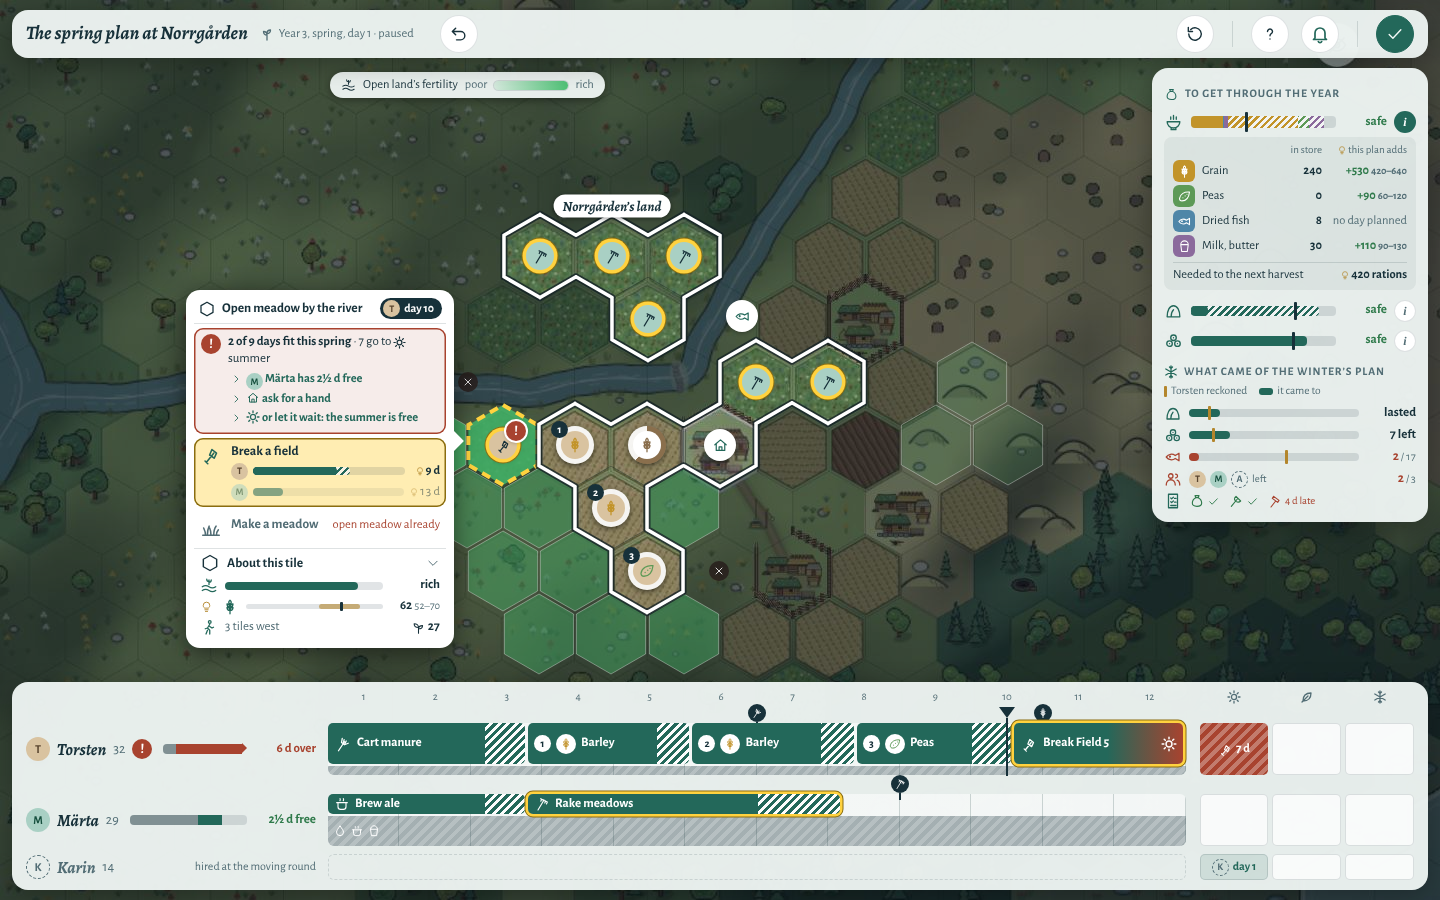 The spring plan at Norrgården
Year 3, spring, day 1 · paused
?
Open land's fertility poor rich
Norrgården's land
TO GET THROUGH THE YEAR
safe i
in store this plan adds
Grain 240 +530 420–640
Peas 0 +90 60–120
Dried fish 8 no day planned
Milk, butter 30 +110 90–130
Needed to the next harvest 420 rations
safe i
safe i
WHAT CAME OF THE WINTER'S PLAN
Torsten reckoned it came to
lasted
7 left
2 / 17
T M A left 2 / 3
4 d late
Open meadow by the river T day 10
! 2 of 9 days fit this spring · 7 go to
summer
M Märta has 2½ d free
ask for a hand
or let it wait: the summer is free
Break a field
T 9 d
M 13 d
Make a meadow open meadow already
About this tile
rich
62 52–70
3 tiles west 27
!
1
2
3
1 2 3 4 5 6 7 8 9 10 11 12
T Torsten 32 ! 6 d over
Cart manure 1 Barley 2 Barley 3 Peas Break Field 5 7 d
M Märta 29 2½ d free
Brew ale Rake meadows
K Karin 14 hired at the moving round
K day 1